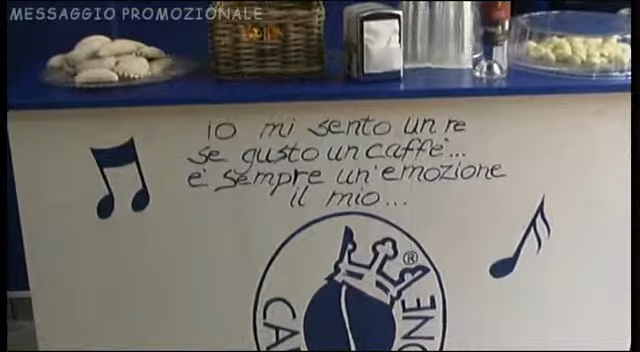 MESSAGGIO PROMOZIONALE
io mi sento un re
se gusto un caffè...
è sempre un'emozione
il mio...
®